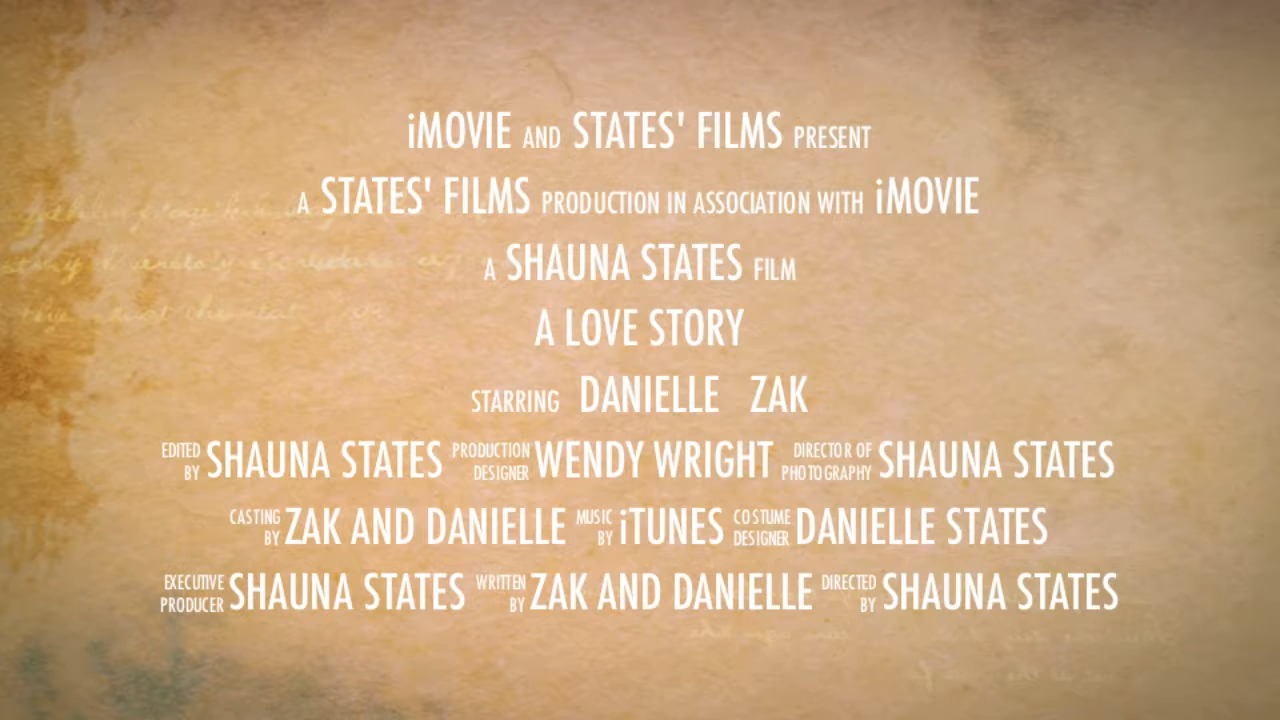 iMOVIE AND STATES' FILMS PRESENT
A STATES' FILMS PRODUCTION IN ASSOCIATION WITH iMOVIE
A SHAUNA STATES FILM
A LOVE STORY
STARRING DANIELLE ZAK
EDITED BY SHAUNA STATES PRODUCTION DESIGNER WENDY WRIGHT DIRECTOR OF PHOTOGRAPHY SHAUNA STATES
CASTING BY ZAK AND DANIELLE MUSIC BY iTUNES COSTUME DESIGNER DANIELLE STATES
EXECUTIVE PRODUCER SHAUNA STATES WRITTEN BY ZAK AND DANIELLE DIRECTED BY SHAUNA STATES